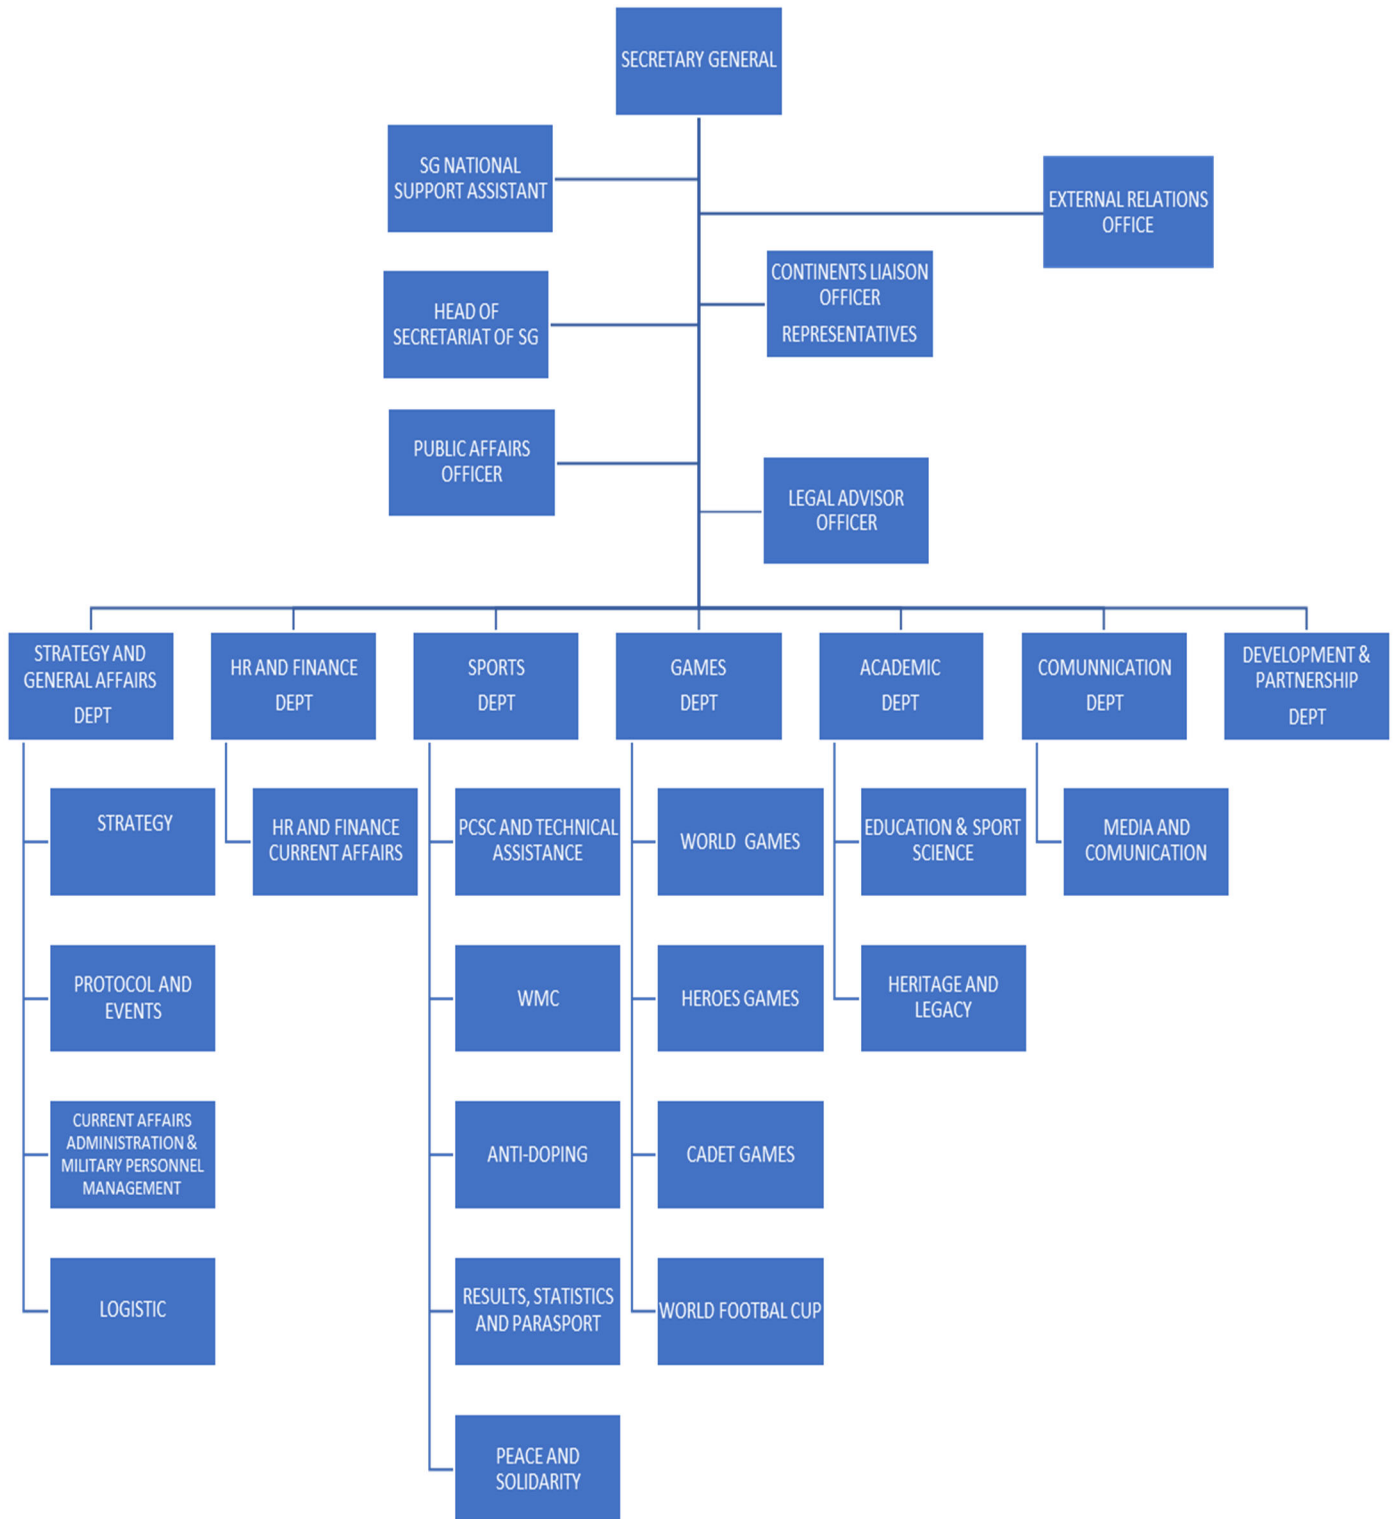 SECRETARY GENERAL
SG NATIONAL
SUPPORT ASSISTANT
EXTERNAL RELATIONS
OFFICE
CONTINENTS LIAISON
OFFICER
REPRESENTATIVES
HEAD OF
SECRETARIAT OF SG
PUBLIC AFFAIRS
OFFICER
LEGAL ADVISOR
OFFICER
STRATEGY AND
GENERAL AFFAIRS
DEPT
HR AND FINANCE
DEPT
SPORTS
DEPT
GAMES
DEPT
ACADEMIC
DEPT
COMUNNICATION
DEPT
DEVELOPMENT &
PARTNERSHIP
DEPT
STRATEGY
HR AND FINANCE
CURRENT AFFAIRS
PCSC AND TECHNICAL
ASSISTANCE
WORLD GAMES
EDUCATION & SPORT
SCIENCE
MEDIA AND
COMUNICATION
PROTOCOL AND
EVENTS
WMC
HEROES GAMES
HERITAGE AND
LEGACY
CURRENT AFFAIRS
ADMINISTRATION &
MILITARY PERSONNEL
MANAGEMENT
ANTI-DOPING
CADET GAMES
LOGISTIC
RESULTS, STATISTICS
AND PARASPORT
WORLD FOOTBAL CUP
PEACE AND
SOLIDARITY